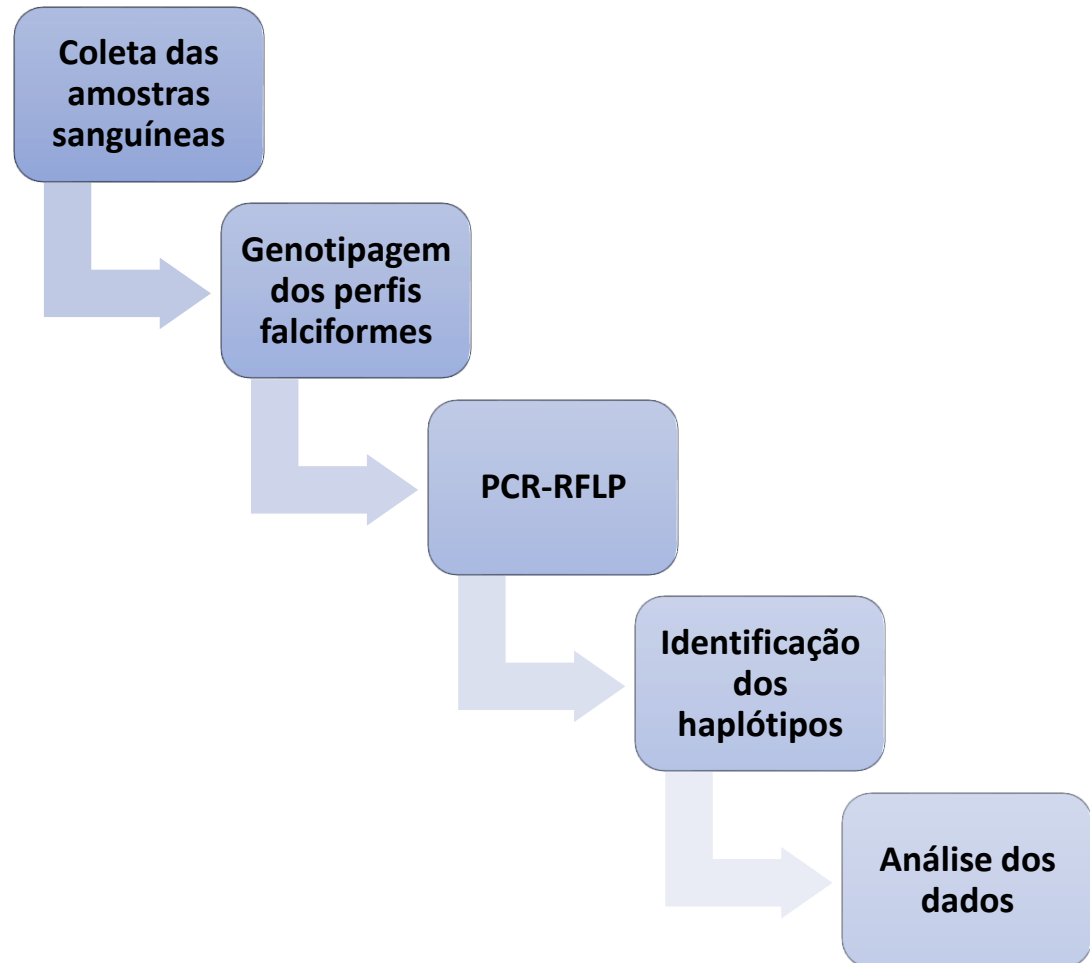 Coleta das
amostras
sanguíneas
Genotipagem
dos perfis
falciformes
PCR-RFLP
Identificação
dos
haplótipos
Análise dos
dados